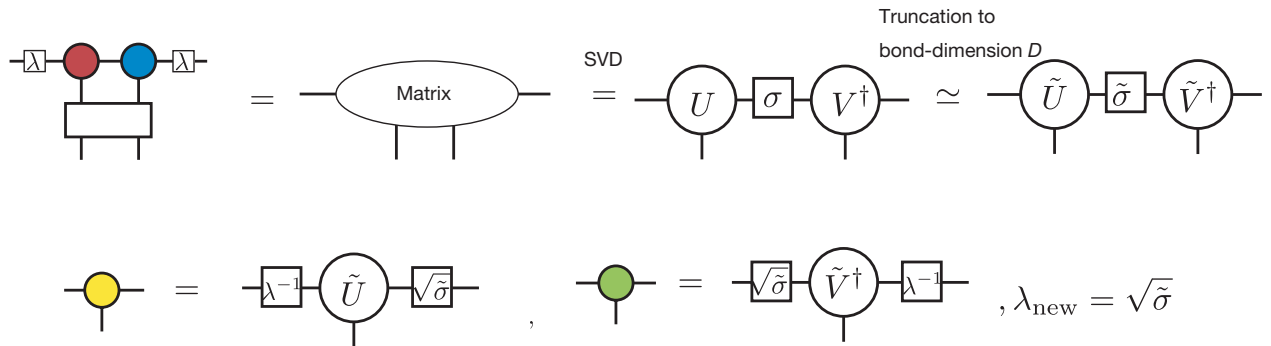 Truncation to
bond-dimension D
λ λ
= Matrix SVD = U σ V† ≃ Ũ σ̃ Ṽ†
= λ⁻¹ Ũ √σ̃ , = √σ̃ Ṽ† λ⁻¹ , λnew = √σ̃